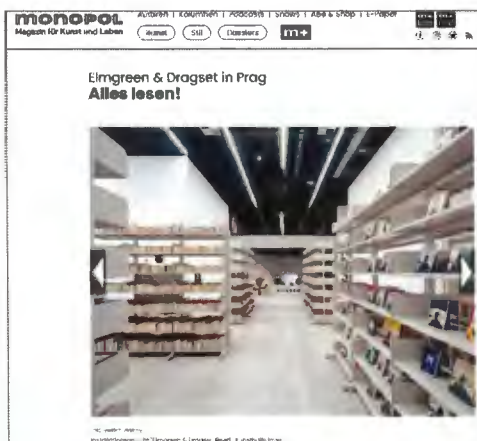 monopol
Magazin für Kunst und Leben
Autoren | Kolumnen | Podcasts | Shows | Abo & Shop | E-Paper
Kunst
Stil
Dossiers
m+
Elmgreen & Dragset in Prag
Alles lesen!